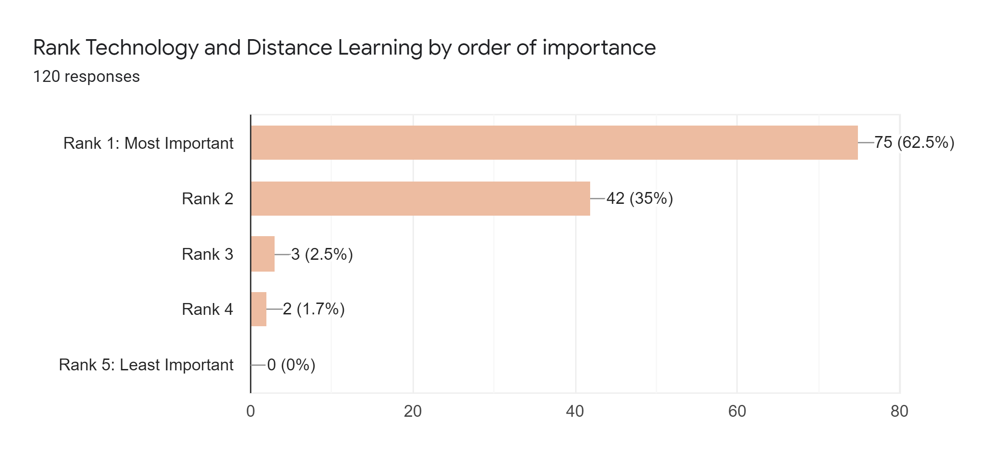 Rank Technology and Distance Learning by order of importance
120 responses
Rank 1: Most Important 75 (62.5%)
Rank 2 42 (35%)
Rank 3 3 (2.5%)
Rank 4 2 (1.7%)
Rank 5: Least Important 0 (0%)
0 20 40 60 80